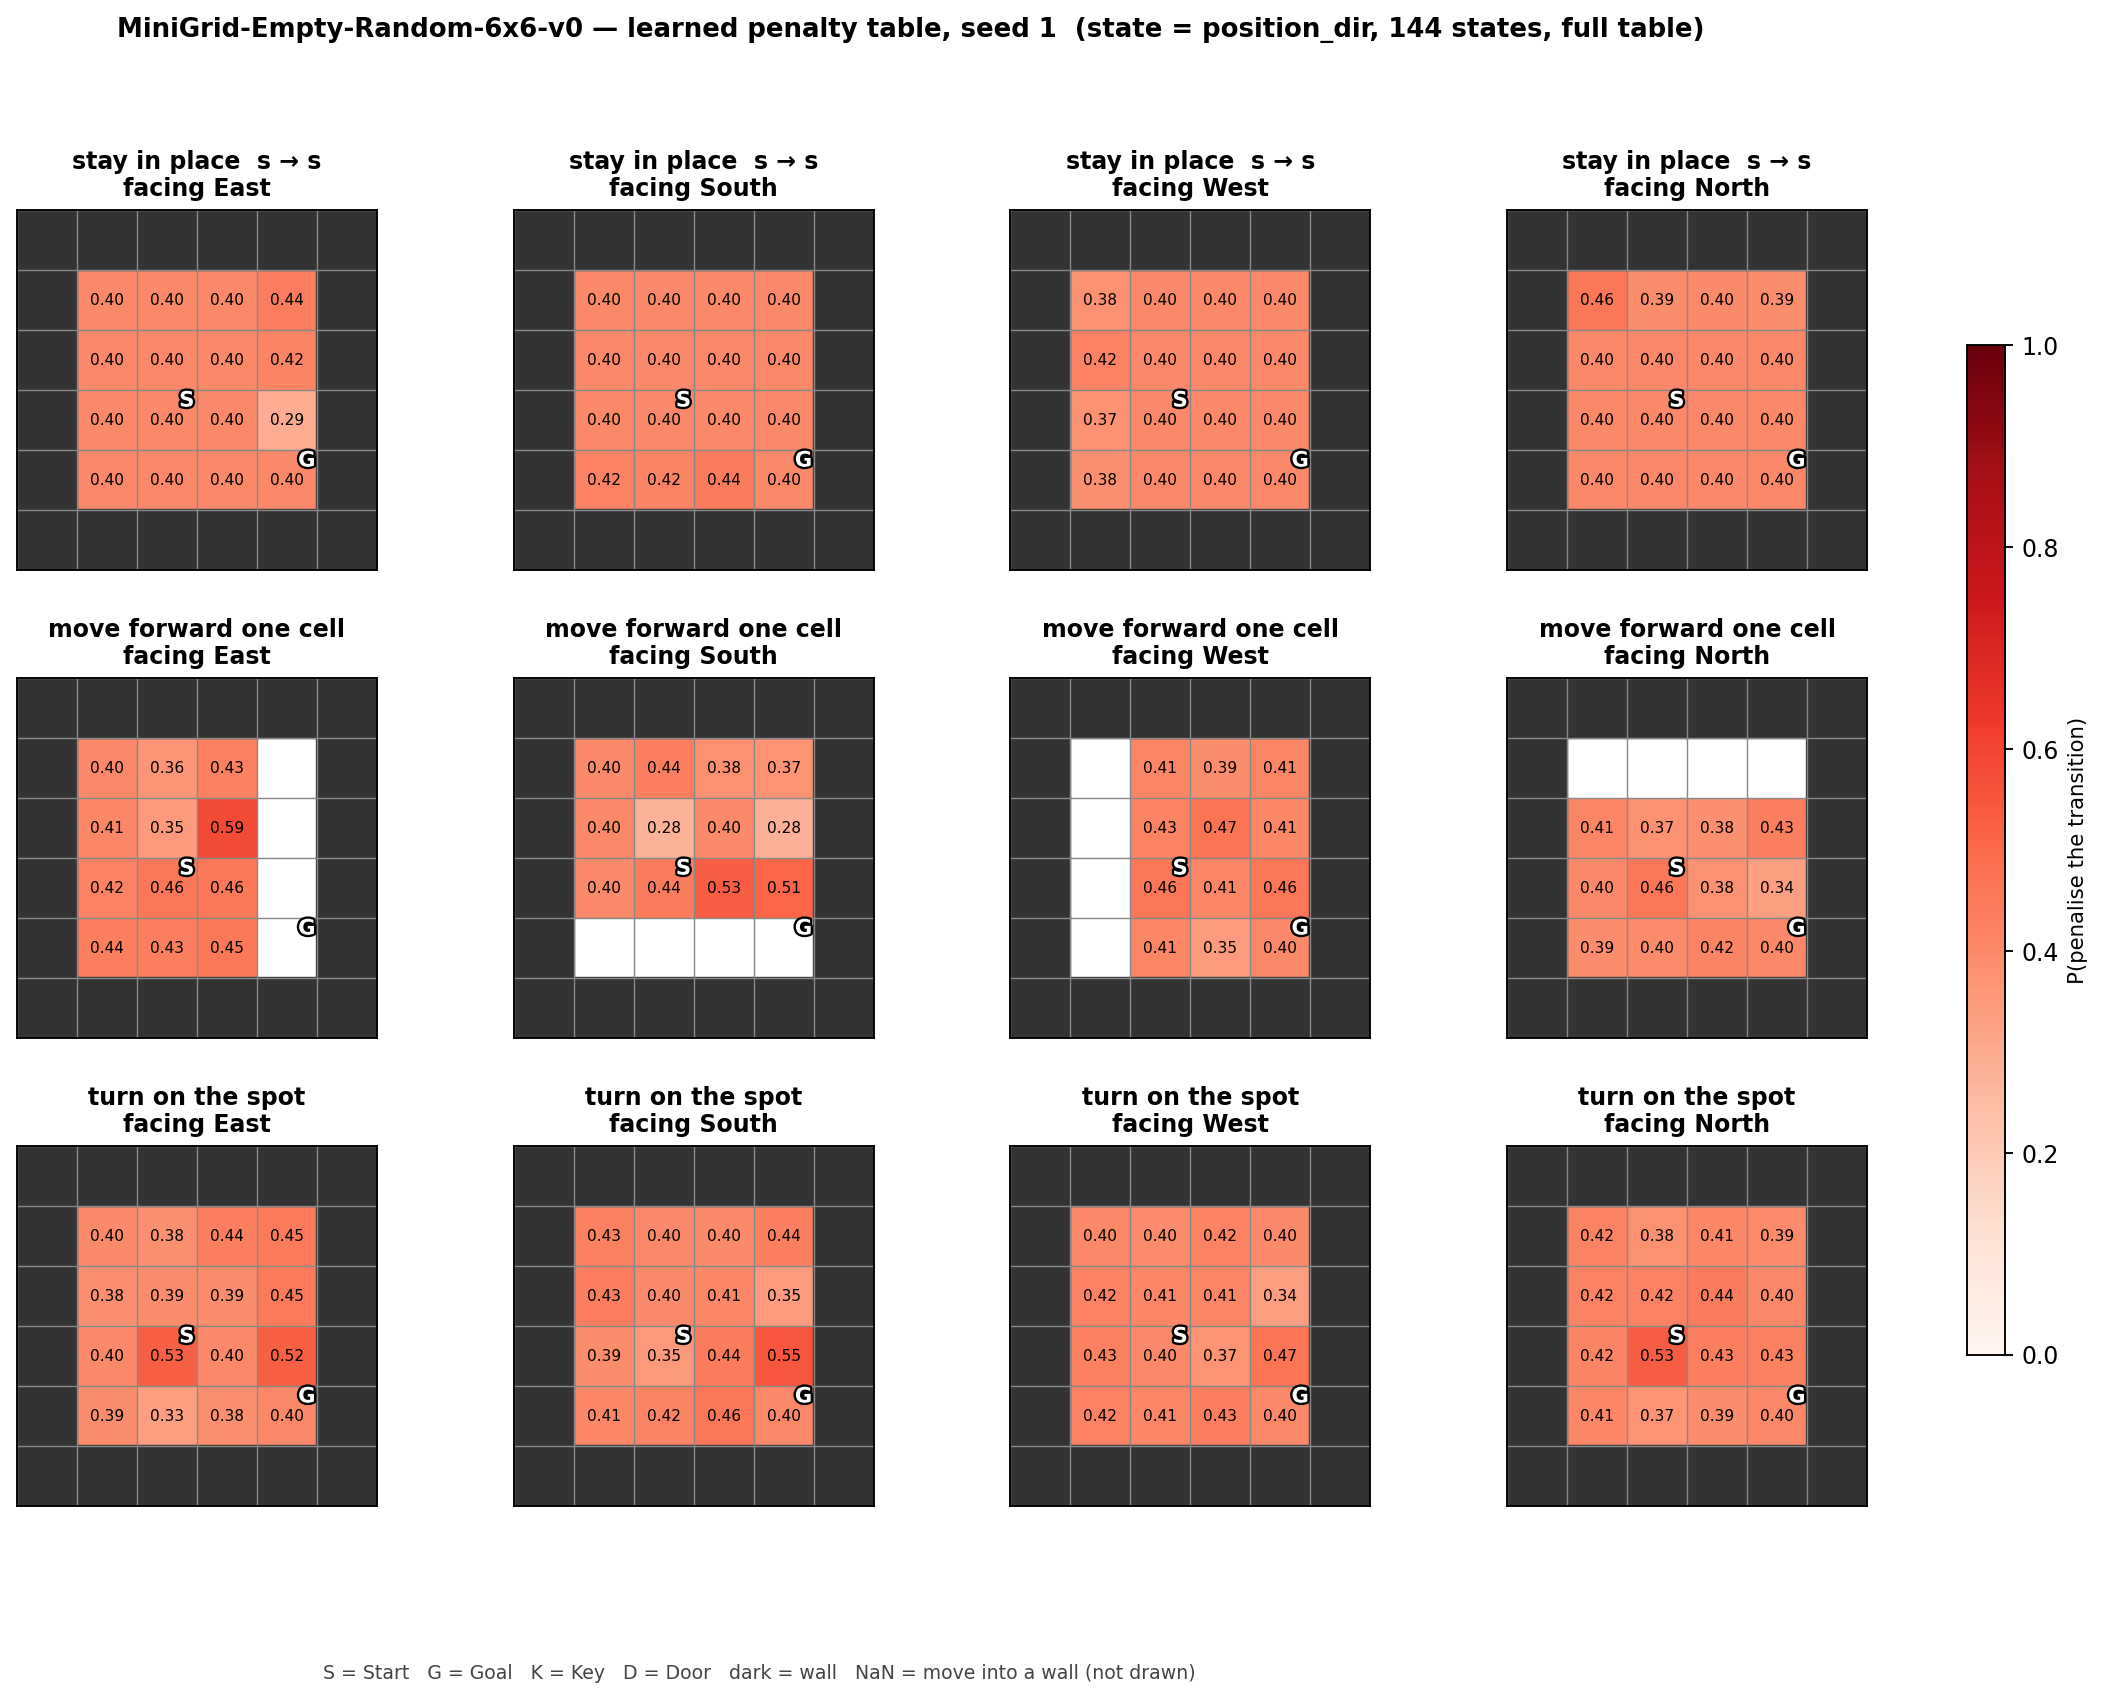 MiniGrid-Empty-Random-6x6-v0 — learned penalty table, seed 1  (state = position_dir, 144 states, full table)
stay in place  s → s
facing East
stay in place  s → s
facing South
stay in place  s → s
facing West
stay in place  s → s
facing North
0.40 0.40 0.40 0.44
0.40 0.40 0.40 0.42
S
0.40 0.40 0.40 0.29
G
0.40 0.40 0.40 0.40
0.40 0.40 0.40 0.40
0.40 0.40 0.40 0.40
S
0.40 0.40 0.40 0.40
G
0.42 0.42 0.44 0.40
0.38 0.40 0.40 0.40
0.42 0.40 0.40 0.40
S
0.37 0.40 0.40 0.40
G
0.38 0.40 0.40 0.40
0.46 0.39 0.40 0.39
0.40 0.40 0.40 0.40
S
0.40 0.40 0.40 0.40
G
0.40 0.40 0.40 0.40
move forward one cell
facing East
move forward one cell
facing South
move forward one cell
facing West
move forward one cell
facing North
0.40 0.36 0.43
0.41 0.35 0.59
S
0.42 0.46 0.46
G
0.44 0.43 0.45
0.40 0.44 0.38 0.37
0.40 0.28 0.40 0.28
S
0.40 0.44 0.53 0.51
G
0.41 0.39 0.41
0.43 0.47 0.41
S
0.46 0.41 0.46
G
0.41 0.35 0.40
0.41 0.37 0.38 0.43
S
0.40 0.46 0.38 0.34
G
0.39 0.40 0.42 0.40
turn on the spot
facing East
turn on the spot
facing South
turn on the spot
facing West
turn on the spot
facing North
0.40 0.38 0.44 0.45
0.38 0.39 0.39 0.45
S
0.40 0.53 0.40 0.52
G
0.39 0.33 0.38 0.40
0.43 0.40 0.40 0.44
0.43 0.40 0.41 0.35
S
0.39 0.35 0.44 0.55
G
0.41 0.42 0.46 0.40
0.40 0.40 0.42 0.40
0.42 0.41 0.41 0.34
S
0.43 0.40 0.37 0.47
G
0.42 0.41 0.43 0.40
0.42 0.38 0.41 0.39
0.42 0.42 0.44 0.40
S
0.42 0.53 0.43 0.43
G
0.41 0.37 0.39 0.40
1.0
0.8
0.6
0.4
0.2
0.0
P(penalise the transition)
S = Start   G = Goal   K = Key   D = Door   dark = wall   NaN = move into a wall (not drawn)